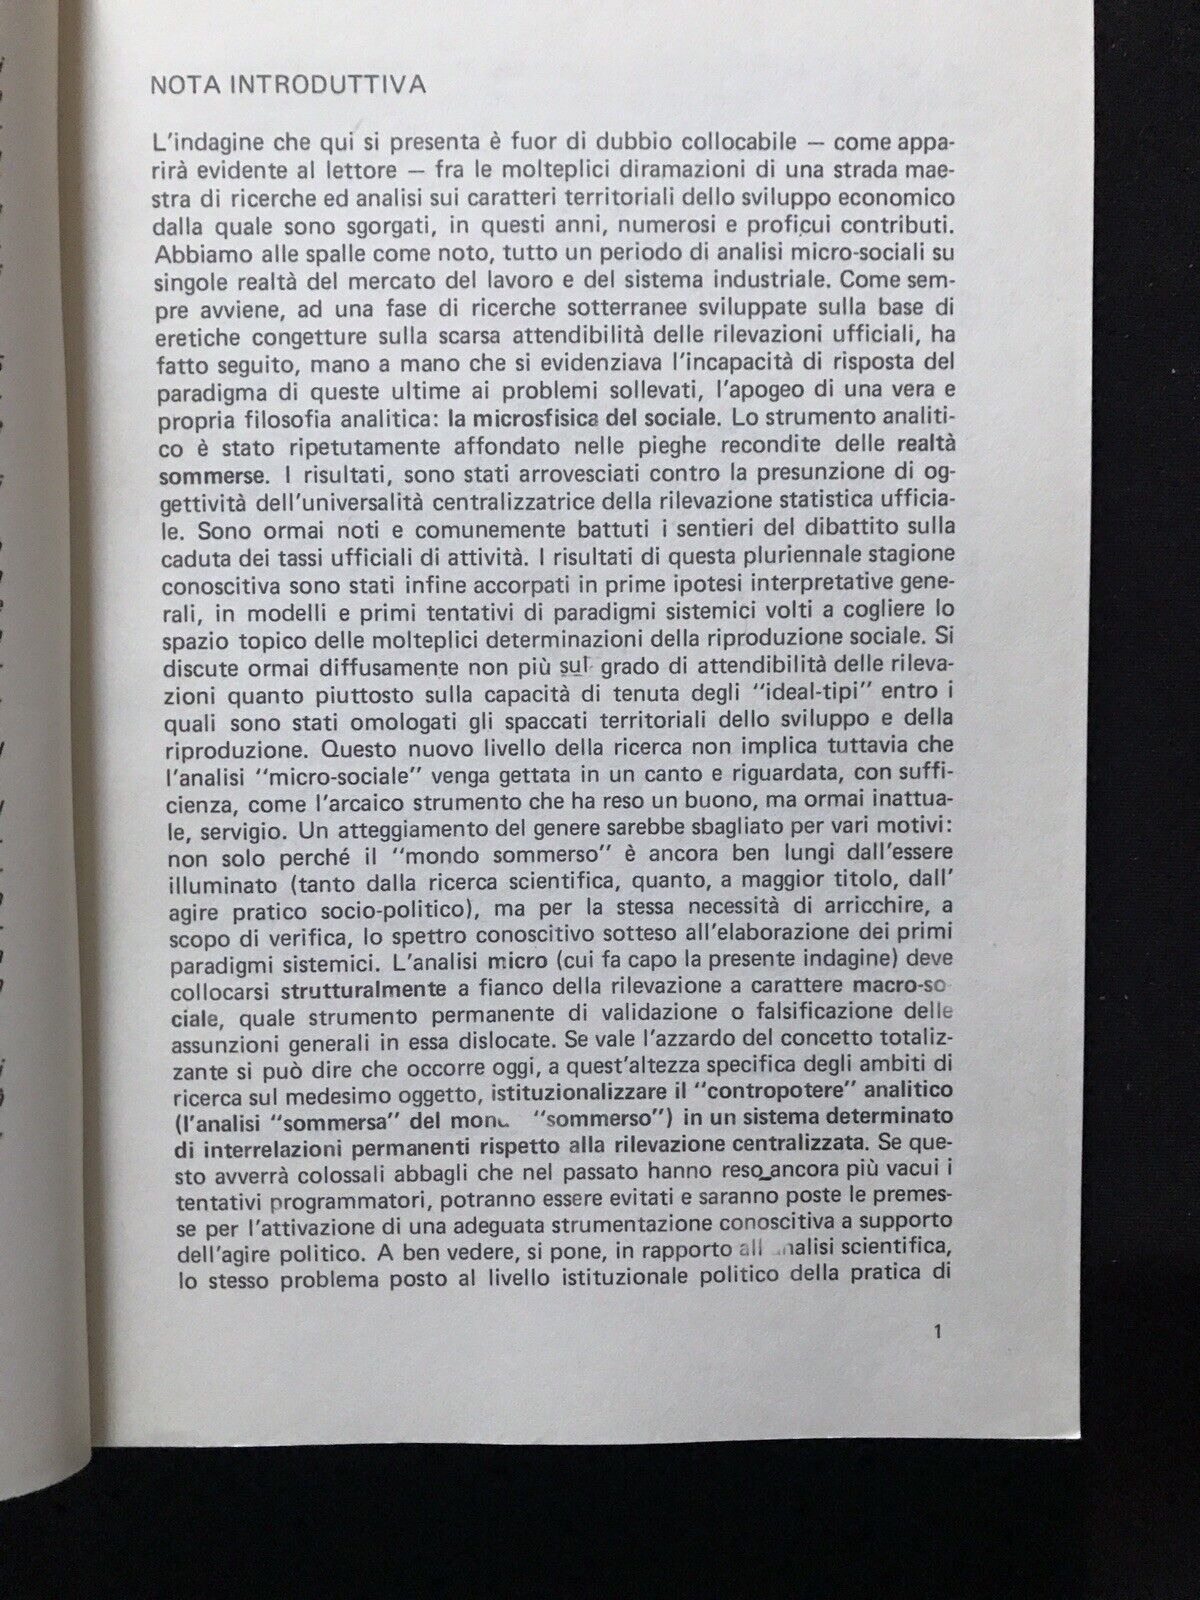 NOTA INTRODUTTIVA
L'indagine che qui si presenta è fuor di dubbio collocabile — come appa-
rirà evidente al lettore — fra le molteplici diramazioni di una strada mae-
stra di ricerche ed analisi sui caratteri territoriali dello sviluppo economico
dalla quale sono sgorgati, in questi anni, numerosi e proficui contributi.
Abbiamo alle spalle come noto, tutto un periodo di analisi micro-sociali su
singole realtà del mercato del lavoro e del sistema industriale. Come sem-
pre avviene, ad una fase di ricerche sotterranee sviluppate sulla base di
eretiche congetture sulla scarsa attendibilità delle rilevazioni ufficiali, ha
fatto seguito, mano a mano che si evidenziava l'incapacità di risposta del
paradigma di queste ultime ai problemi sollevati, l'apogeo di una vera e
propria filosofia analitica: la microsfisica del sociale. Lo strumento analiti-
co è stato ripetutamente affondato nelle pieghe recondite delle realtà
sommerse. I risultati, sono stati arrovesciati contro la presunzione di og-
gettività dell'universalità centralizzatrice della rilevazione statistica ufficia-
le. Sono ormai noti e comunemente battuti i sentieri del dibattito sulla
caduta dei tassi ufficiali di attività. I risultati di questa pluriennale stagione
conoscitiva sono stati infine accorpati in prime ipotesi interpretative gene-
rali, in modelli e primi tentativi di paradigmi sistemici volti a cogliere lo
spazio topico delle molteplici determinazioni della riproduzione sociale. Si
discute ormai diffusamente non più sul grado di attendibilità delle rileva-
zioni quanto piuttosto sulla capacità di tenuta degli "ideal-tipi" entro i
quali sono stati omologati gli spaccati territoriali dello sviluppo e della
riproduzione. Questo nuovo livello della ricerca non implica tuttavia che
l'analisi "micro-sociale" venga gettata in un canto e riguardata, con suffi-
cienza, come l'arcaico strumento che ha reso un buono, ma ormai inattua-
le, servigio. Un atteggiamento del genere sarebbe sbagliato per vari motivi:
non solo perché il "mondo sommerso" è ancora ben lungi dall'essere
illuminato (tanto dalla ricerca scientifica, quanto, a maggior titolo, dall'
agire pratico socio-politico), ma per la stessa necessità di arricchire, a
scopo di verifica, lo spettro conoscitivo sotteso all'elaborazione dei primi
paradigmi sistemici. L'analisi micro (cui fa capo la presente indagine) deve
collocarsi strutturalmente a fianco della rilevazione a carattere macro-so
ciale, quale strumento permanente di validazione o falsificazione delle
assunzioni generali in essa dislocate. Se vale l'azzardo del concetto totaliz-
zante si può dire che occorre oggi, a quest'altezza specifica degli ambiti di
ricerca sul medesimo oggetto, istituzionalizzare il "contropotere" analitico
(l'analisi "sommersa" del "sommerso") in un sistema determinato
di interrelazioni permanenti rispetto alla rilevazione centralizzata. Se que-
sto avverrà colossali abbagli che nel passato hanno reso ancora più vacui i
tentativi programmatori, potranno essere evitati e saranno poste le premes-
se per l'attivazione di una adeguata strumentazione conoscitiva a supporto
dell'agire politico. A ben vedere, si pone, in rapporto scientifica,
lo stesso problema posto al livello istituzionale politico della pratica di
1